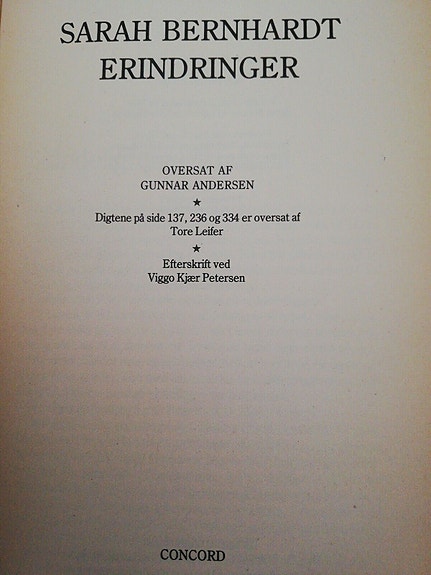 SARAH BERNHARDT
ERINDRINGER
OVERSAT AF
GUNNAR ANDERSEN
★
Digtene på side 137, 236 og 334 er oversat af
Tore Leifer
★
Efterskrift ved
Viggo Kjær Petersen
CONCORD